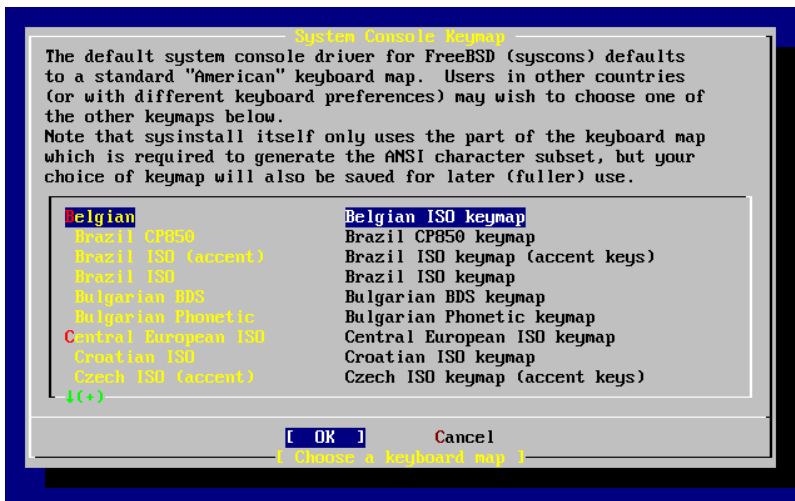 System Console Keymap
The default system console driver for FreeBSD (syscons) defaults
to a standard "American" keyboard map.  Users in other countries
(or with different keyboard preferences) may wish to choose one of
the other keymaps below.
Note that sysinstall itself only uses the part of the keyboard map
which is required to generate the ANSI character subset, but your
choice of keymap will also be saved for later (fuller) use.
Belgian Belgian ISO keymap
Brazil CP850 Brazil CP850 keymap
Brazil ISO (accent) Brazil ISO keymap (accent keys)
Brazil ISO Brazil ISO keymap
Bulgarian BDS Bulgarian BDS keymap
Bulgarian Phonetic Bulgarian Phonetic keymap
Central European ISO Central European ISO keymap
Croatian ISO Croatian ISO keymap
Czech ISO (accent) Czech ISO keymap (accent keys)
↓(+)
[ OK ] Cancel
[ Choose a keyboard map ]